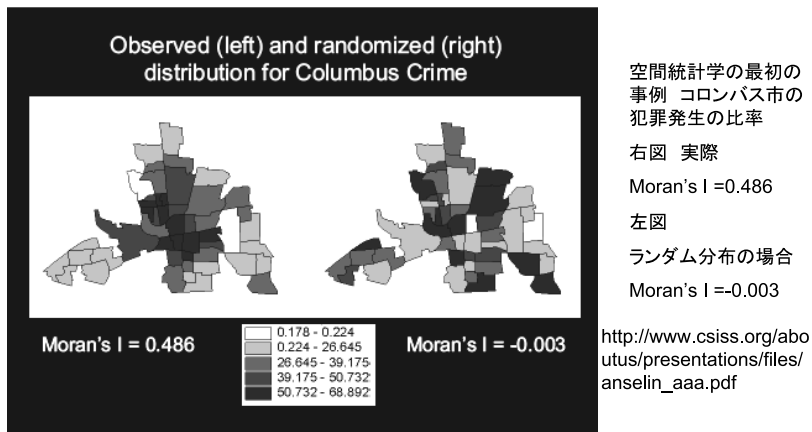 Observed (left) and randomized (right)
distribution for Columbus Crime
Moran's I = 0.486
0.178 - 0.224
0.224 - 26.645
26.645 - 39.175
39.175 - 50.732
50.732 - 68.892
Moran's I = -0.003
空間統計学の最初の
事例 コロンバス市の
犯罪発生の比率
右図 実際
Moran's I =0.486
左図
ランダム分布の場合
Moran's I =-0.003
http://www.csiss.org/abo
utus/presentations/files/
anselin_aaa.pdf